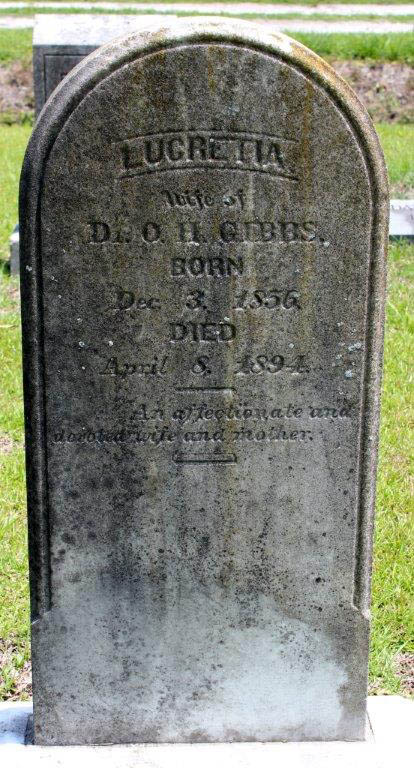 LUCRETIA
Wife of
Dr. O. H. GIBBS.
BORN
Dec. 3, 1856.
DIED
April 8, 1894.
An affectionate and
devoted wife and mother.